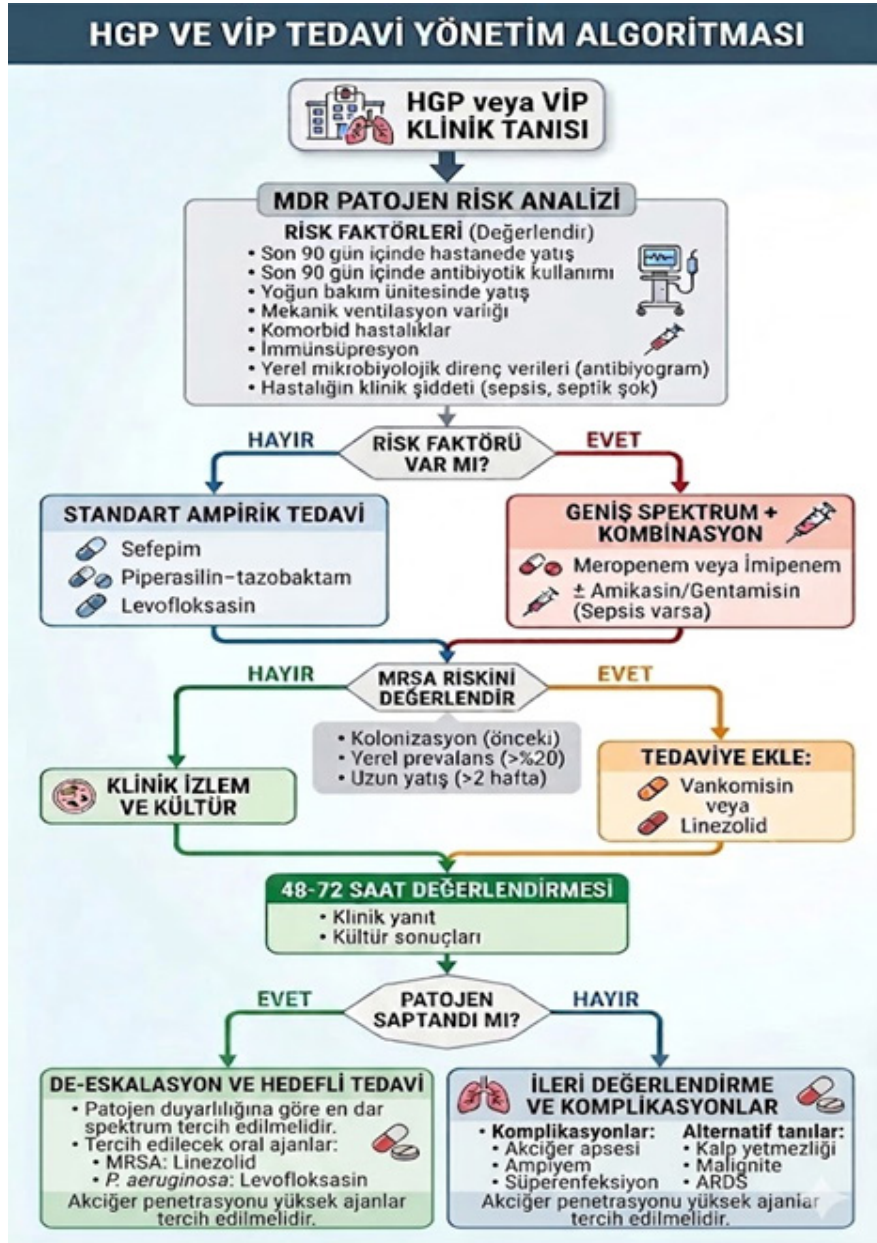 HGP VE VİP TEDAVİ YÖNETİM ALGORİTMASI
HGP veya VİP
KLİNİK TANISI
MDR PATOJEN RİSK ANALİZİ
RİSK FAKTÖRLERİ (Değerlendir)
• Son 90 gün içinde hastanede yatış
• Son 90 gün içinde antibiyotik kullanımı
• Yoğun bakım ünitesinde yatış
• Mekanik ventilasyon varlığı
• Komorbid hastalıklar
• İmmünsüpresyon
• Yerel mikrobiyolojik direnç verileri (antibiyogram)
• Hastalığin klinik şiddeti (sepsis, septik şok)
HAYIR
RİSK FAKTÖRÜ
VAR MI?
EVET
STANDART AMPİRİK TEDAVİ
Sefepim
Piperasilin-tazobaktam
Levofloksasin
GENİŞ SPEKTRUM +
KOMBİNASYON
Meropenem veya İmipenem
± Amikasin/Gentamisin
(Sepsis varsa)
HAYIR
MRSA RİSKİNİ
DEĞERLENDİR
EVET
• Kolonizasyon (önceki)
• Yerel prevalans (>%20)
• Uzun yatış (>2 hafta)
KLİNİK İZLEM
VE KÜLTÜR
TEDAVİYE EKLE:
Vankomisin
veya
Linezolid
48-72 SAAT DEĞERLENDİRMESİ
• Klinik yanıt
• Kültür sonuçları
EVET
PATOJEN
SAPTANDI MI?
HAYIR
DE-ESKALASYON VE HEDEFLİ TEDAVİ
• Patojen duyarlılığına göre en dar
spektrum tercih edilmelidir.
• Tercih edilecek oral ajanlar:
• MRSA: Linezolid
• P. aeruginosa: Levofloksasin
Akciğer penetrasyonu yüksek ajanlar
tercih edilmelidir.
İLERİ DEĞERLENDİRME
VE KOMPLİKASYONLAR
• Komplikasyonlar:
• Akciğer apsesi
• Ampiyem
• Süperenfeksiyon
Alternatif tanılar:
• Kalp yetmezliği
• Malignite
• ARDS
Akciğer penetrasyonu yüksek ajanlar
tercih edilmelidir.